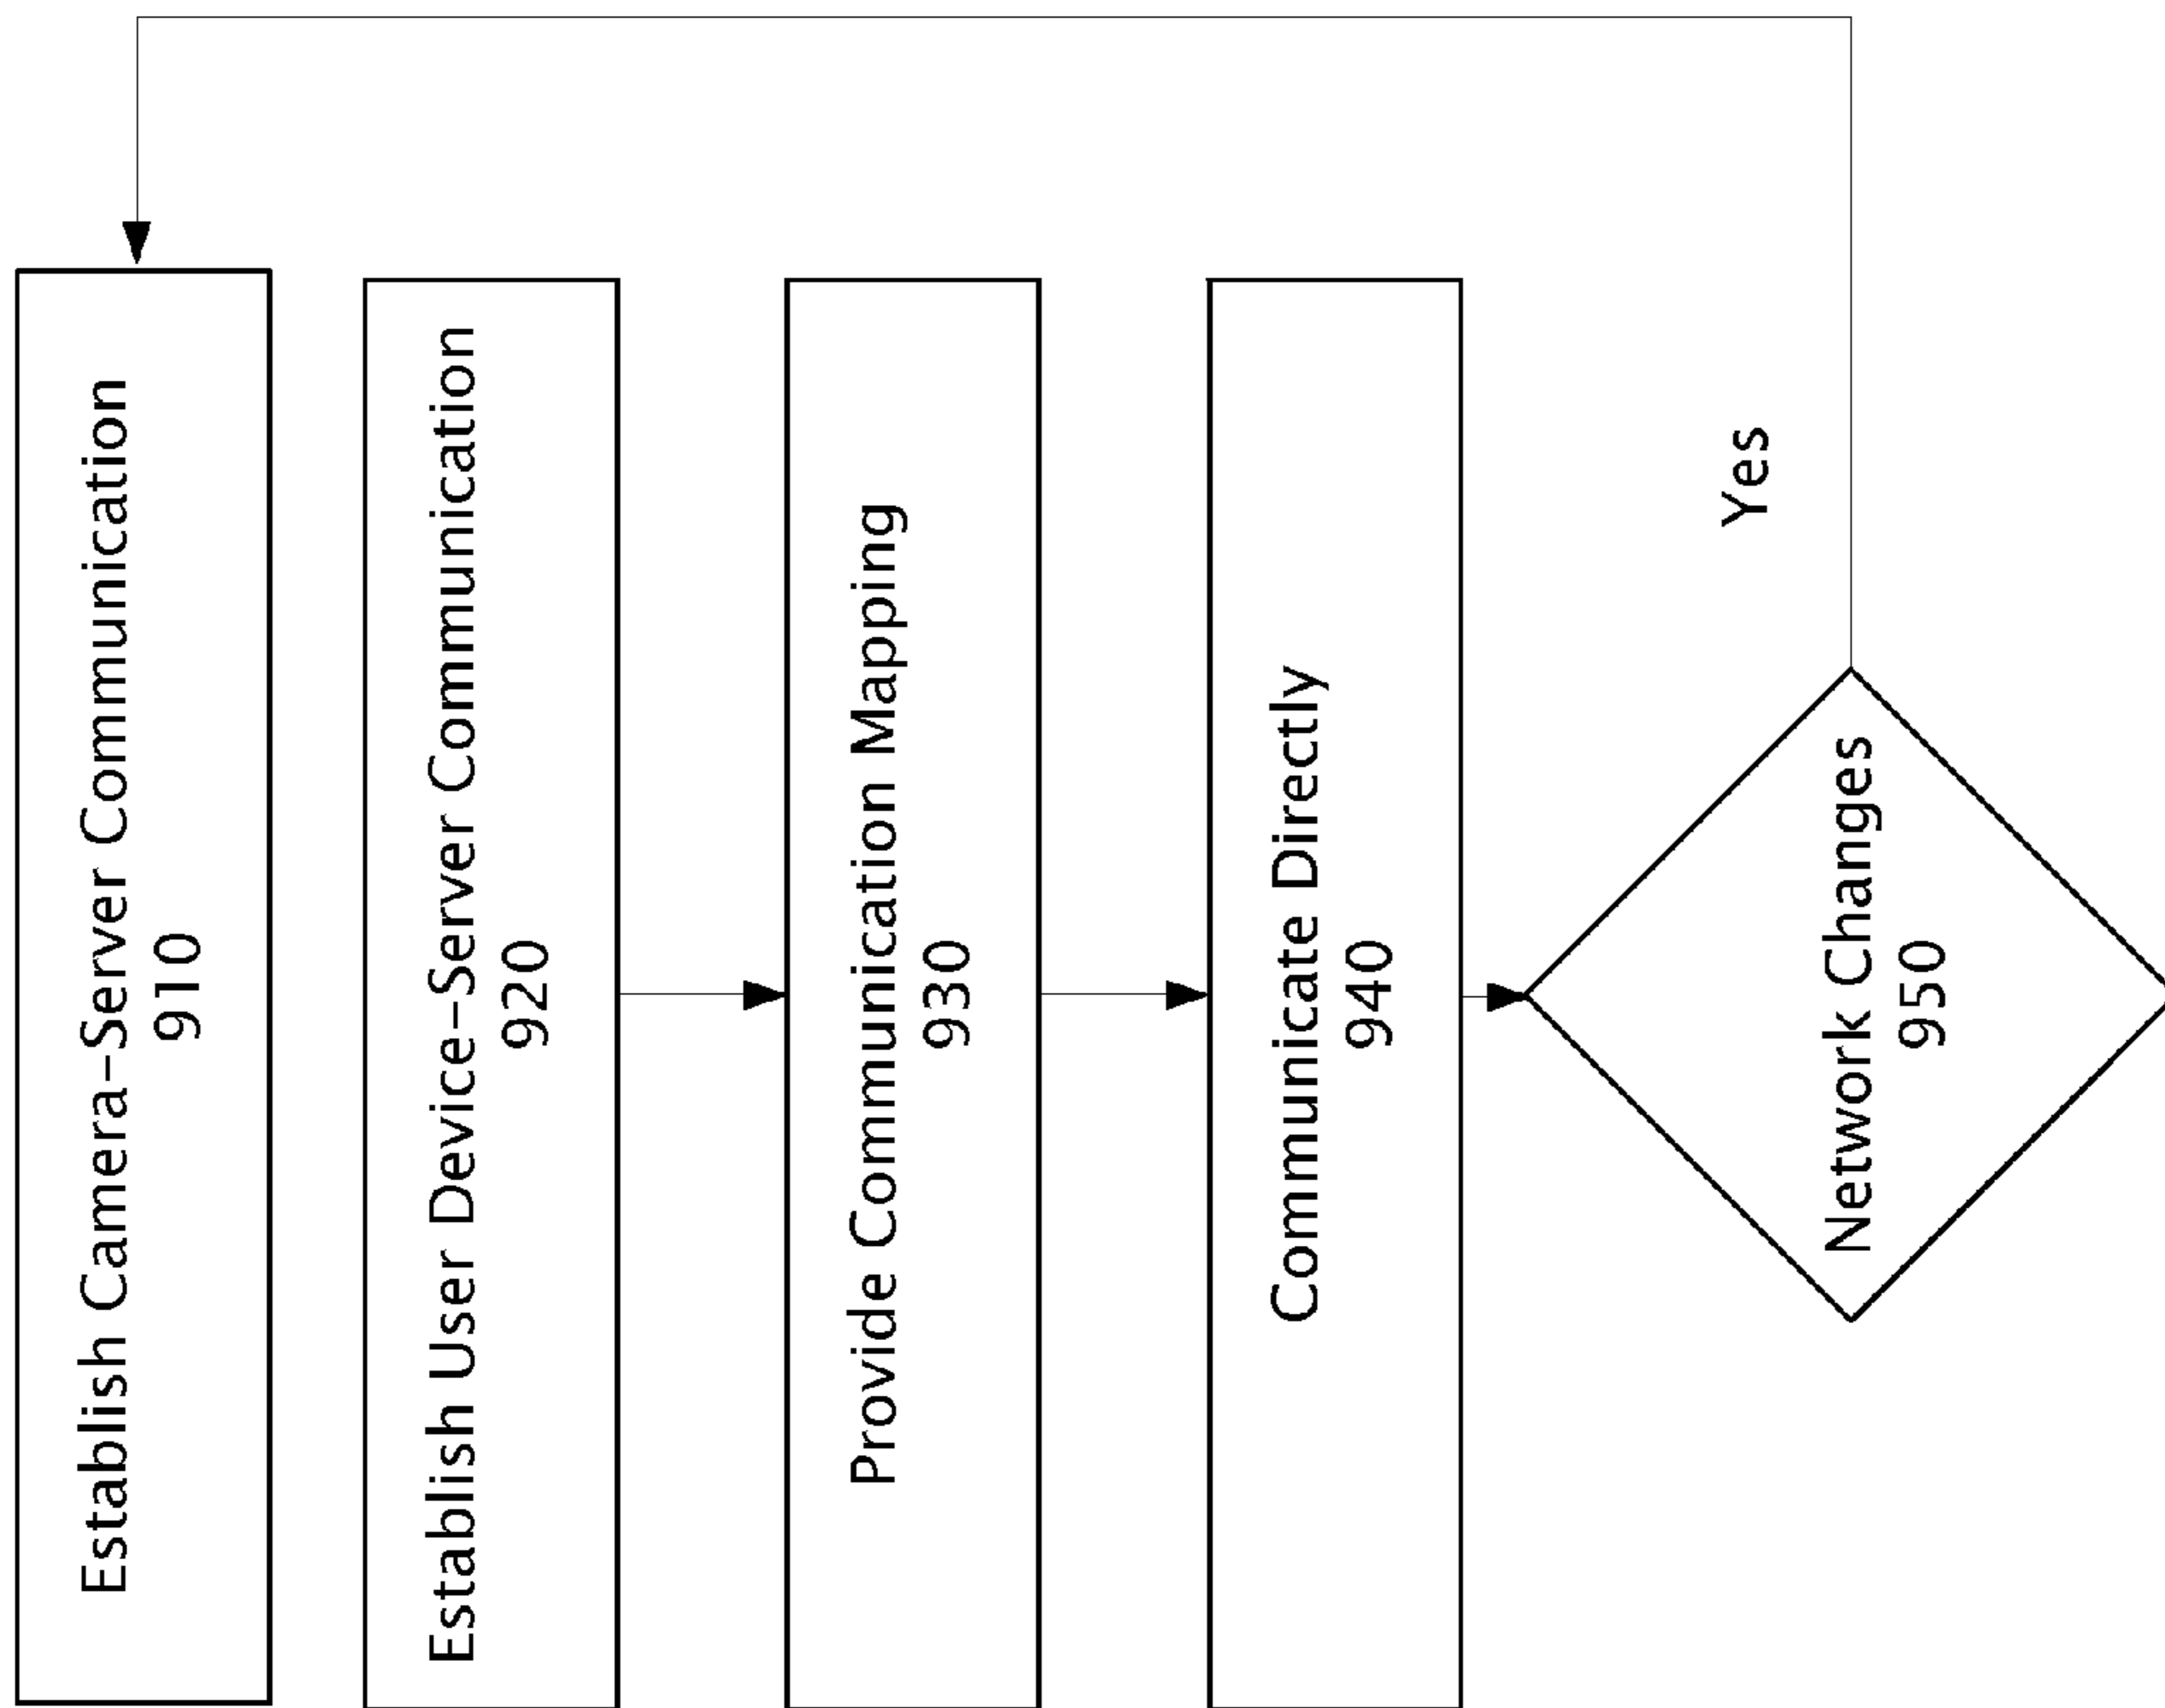 Establish Camera-Server Communication
910
Establish User Device-Server Communication
920
Provide Communication Mapping
930
Communicate Directly
940
Yes
Network Changes
950